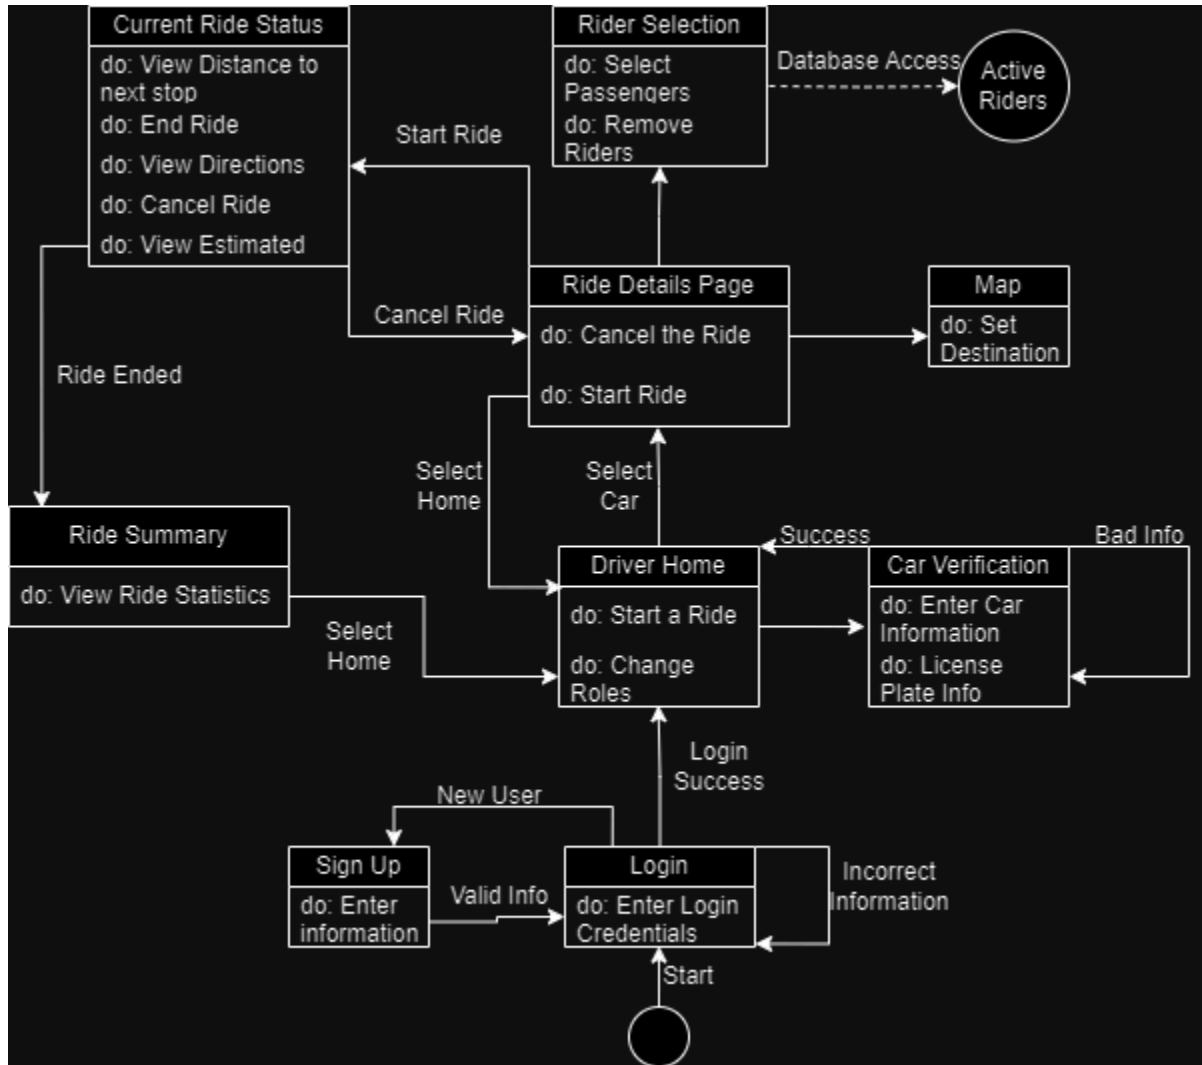 Current Ride Status
do: View Distance to
next stop
do: End Ride
do: View Directions
do: Cancel Ride
do: View Estimated
Rider Selection
do: Select
Passengers
do: Remove
Riders
Database Access
Active
Riders
Start Ride
Cancel Ride
Ride Details Page
do: Cancel the Ride
do: Start Ride
Map
do: Set
Destination
Ride Ended
Select
Home
Select
Car
Ride Summary
do: View Ride Statistics
Select
Home
Driver Home
do: Start a Ride
do: Change
Roles
Success
Car Verification
do: Enter Car
Information
do: License
Plate Info
Bad Info
Login
Success
New User
Sign Up
do: Enter
information
Valid Info
Login
do: Enter Login
Credentials
Incorrect
Information
Start